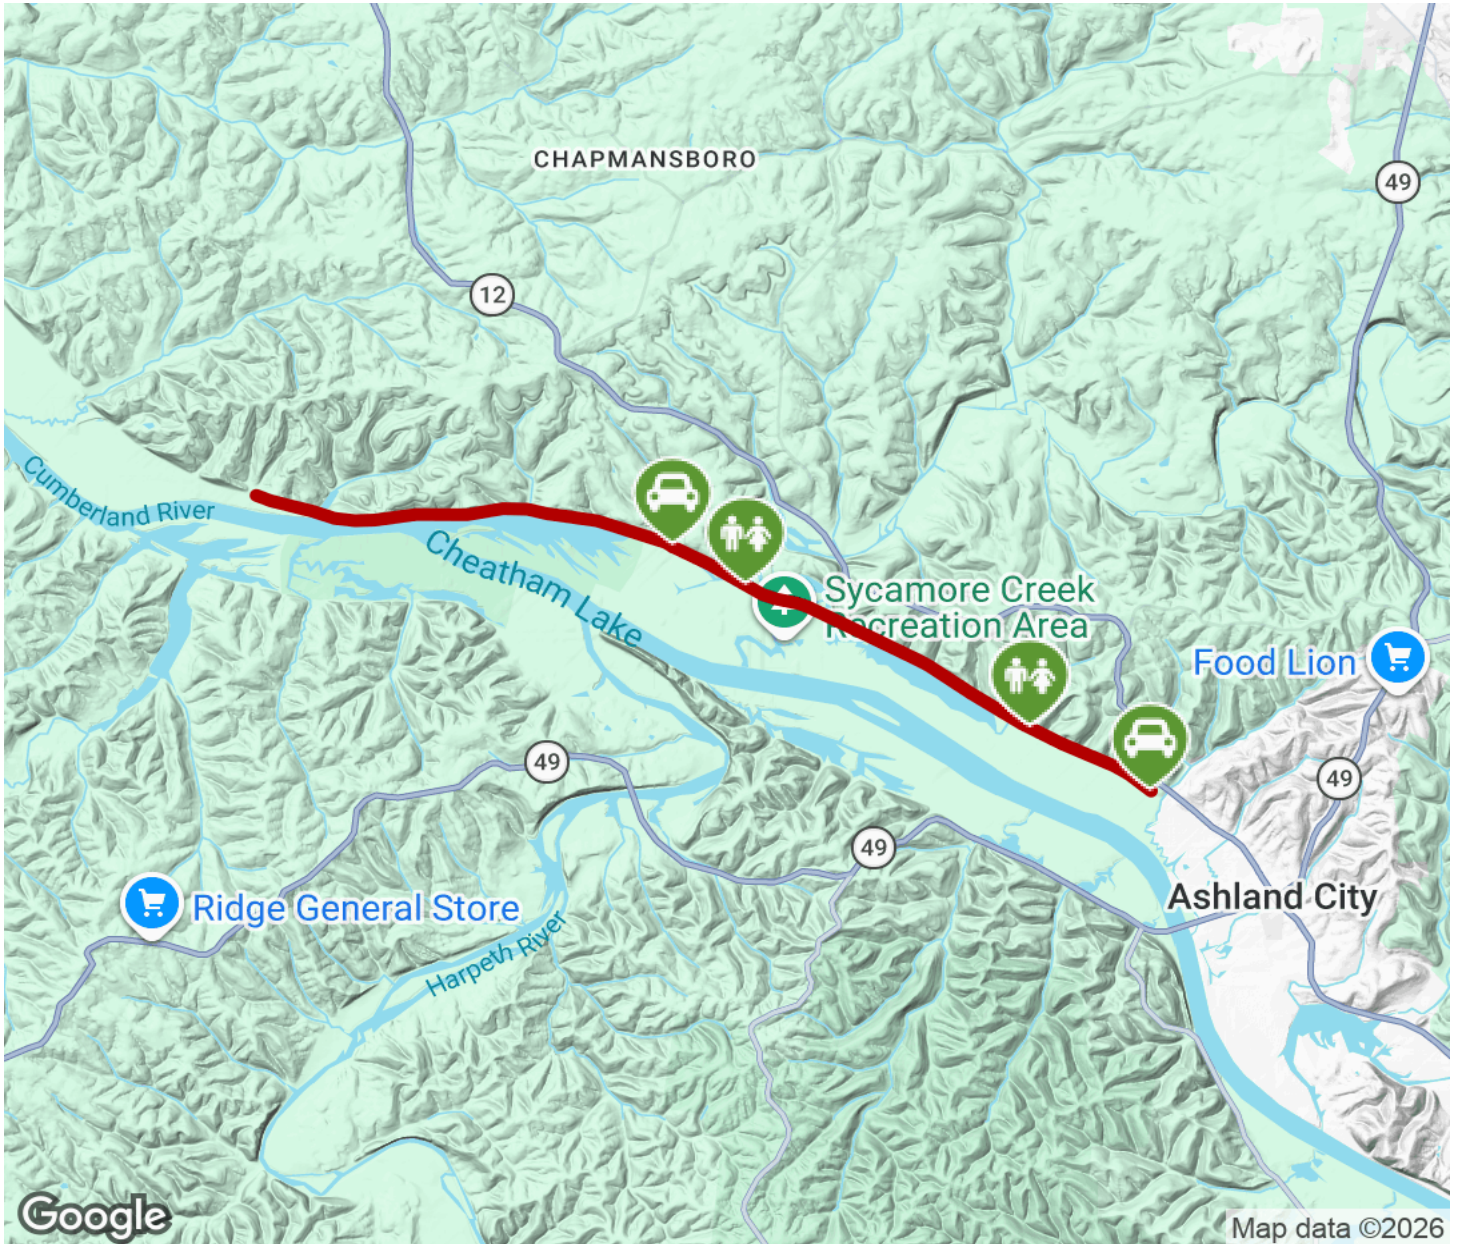 CHAPMANSBORO
49
12
Cumberland River
Cheatham Lake
Sycamore Creek
Recreation Area
Food Lion
49
49
49
Ashland City
Ridge General Store
Harpeth River
Google
Map data ©2026